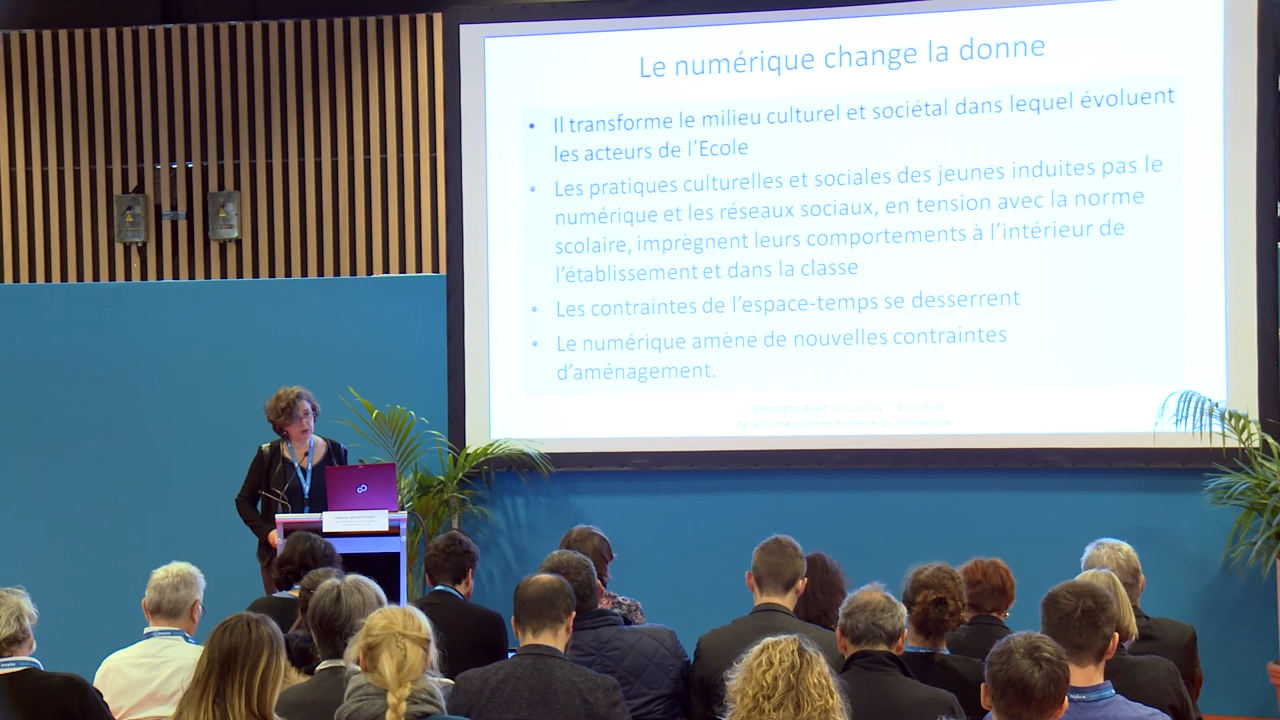 Le numérique change la donne
• Il transforme le milieu culturel et sociétal dans lequel évoluent
les acteurs de l'Ecole
• Les pratiques culturelles et sociales des jeunes induites pas le
numérique et les réseaux sociaux, en tension avec la norme
scolaire, imprègnent leurs comportements à l'intérieur de
l'établissement et dans la classe
• Les contraintes de l'espace-temps se desserrent
• Le numérique amène de nouvelles contraintes
d'aménagement.